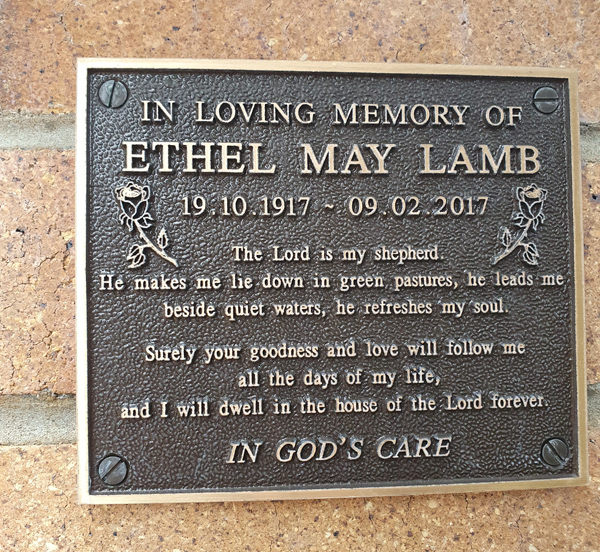 IN LOVING MEMORY OF
ETHEL MAY LAMB
19.10.1917 ~ 09.02.2017
The Lord is my shepherd.
He makes me lie down in green pastures, he leads me
beside quiet waters, he refreshes my soul.
Surely your goodness and love will follow me
all the days of my life,
and I will dwell in the house of the Lord forever.
IN GOD'S CARE